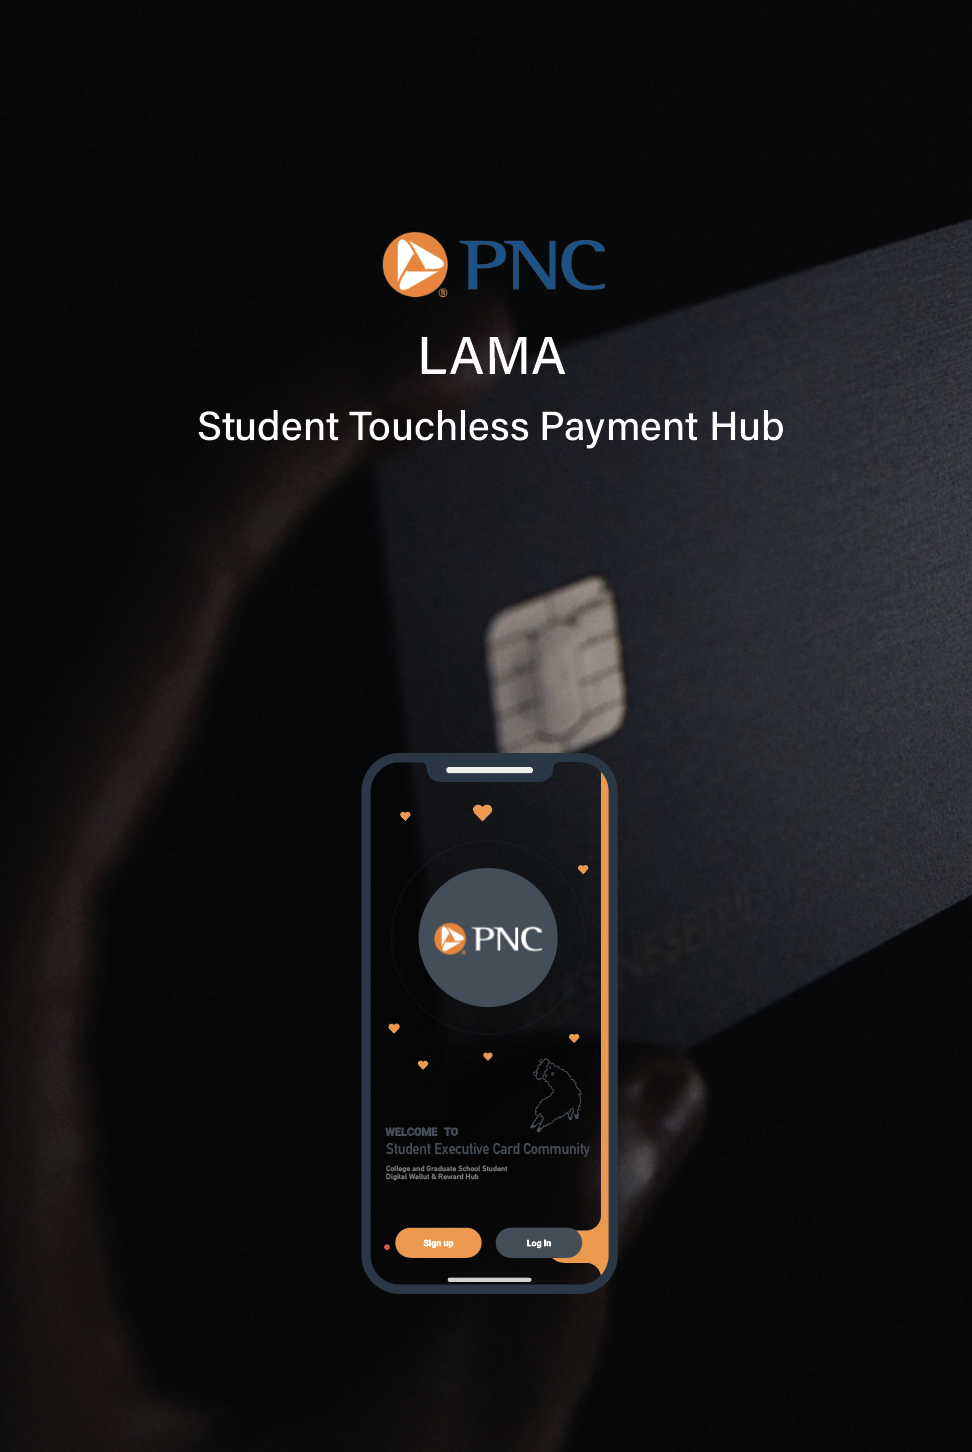 ® PNC
LAMA
Student Touchless Payment Hub
PNC
WELCOME TO
Student Executive Card Community
College and Graduate School Student
Digital Wallut & Reward Hub
Sign up
Log in